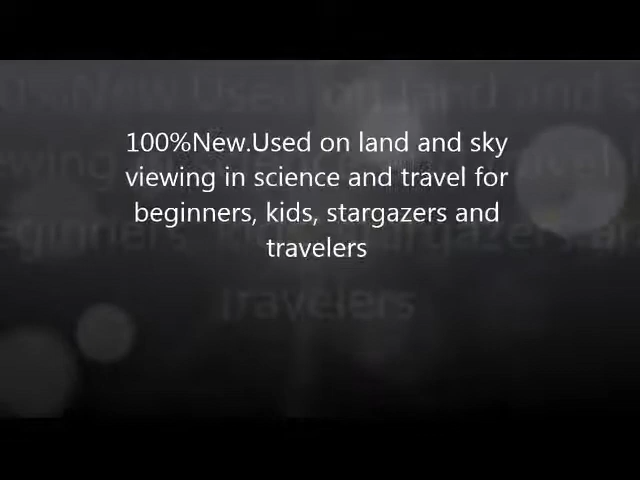 100%New.Used on land and sky
viewing in science and travel for
beginners, kids, stargazers and
travelers